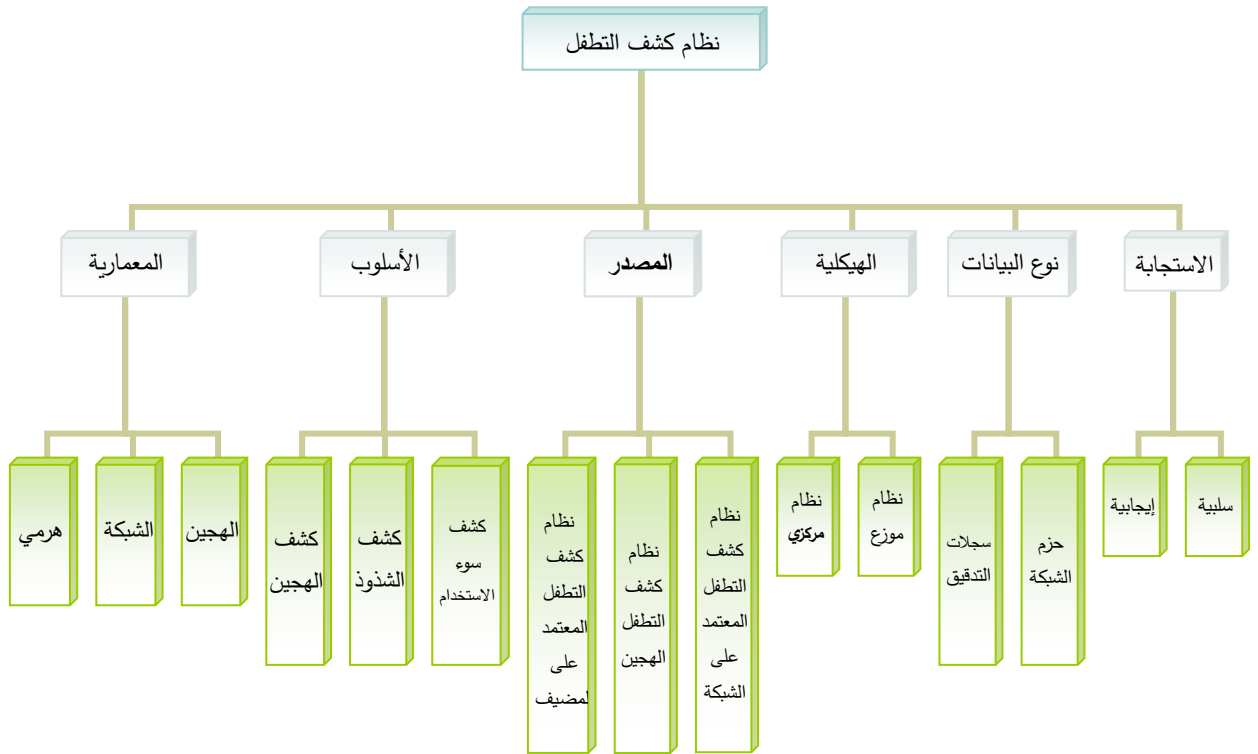 نظام كشف التطفل
الاستجابة
نوع البيانات
الهيكلية
المصدر
الأسلوب
المعمارية
سلبية
إيجابية
حزم
الشبكة
سجلات
التدقيق
نظام
موزع
نظام
مركزي
نظام
كشف
التطفل
المعتمد
على
الشبكة
نظام
كشف
التطفل
الهجين
نظام
كشف
التطفل
المعتمد
على
لمضيف
كشف
سوء
الاستخدام
كشف
الشذوذ
كشف
الهجين
الهجين
الشبكة
هرمي